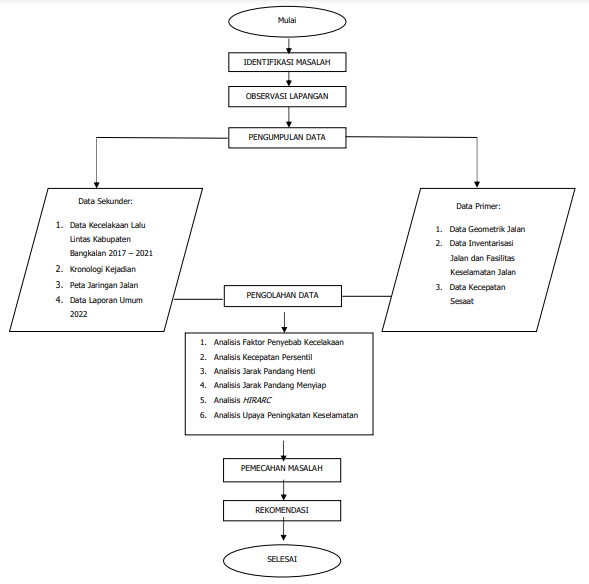 Mulai
IDENTIFIKASI MASALAH
OBSERVASI LAPANGAN
PENGUMPULAN DATA
Data Sekunder:
1. Data Kecelakaan Lalu
Lintas Kabupaten
Bangkalan 2017 – 2021
2. Kronologi Kejadian
3. Peta Jaringan Jalan
4. Data Laporan Umum
2022
Data Primer:
1. Data Geometrik Jalan
2. Data Inventarisasi
Jalan dan Fasilitas
Keselamatan Jalan
3. Data Kecepatan
Sesaat
PENGOLAHAN DATA
1. Analisis Faktor Penyebab Kecelakaan
2. Analisis Kecepatan Persentil
3. Analisis Jarak Pandang Henti
4. Analisis Jarak Pandang Menyiap
5. Analisis HIRARC
6. Analisis Upaya Peningkatan Keselamatan
PEMECAHAN MASALAH
REKOMENDASI
SELESAI